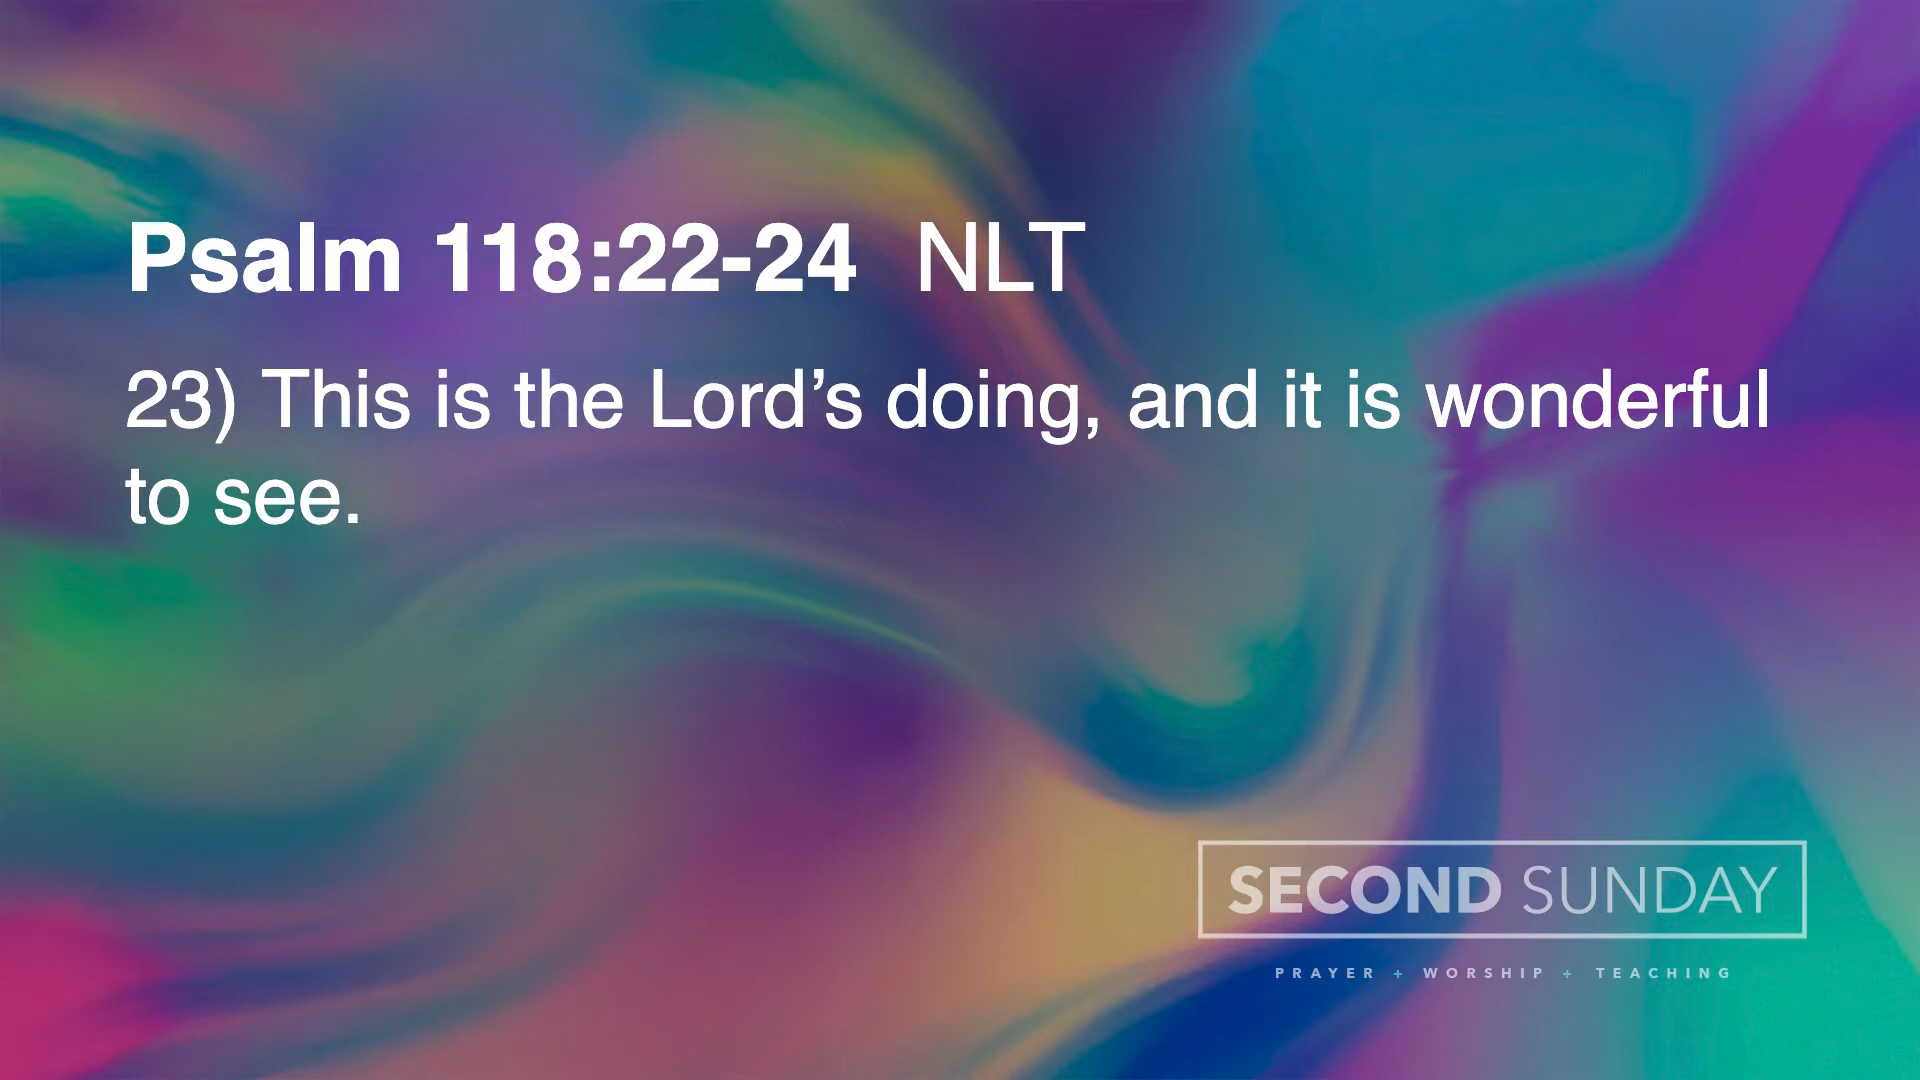 Psalm 118:22-24 NLT
23) This is the Lord’s doing, and it is wonderful
to see.
SECOND SUNDAY
PRAYER + WORSHIP + TEACHING